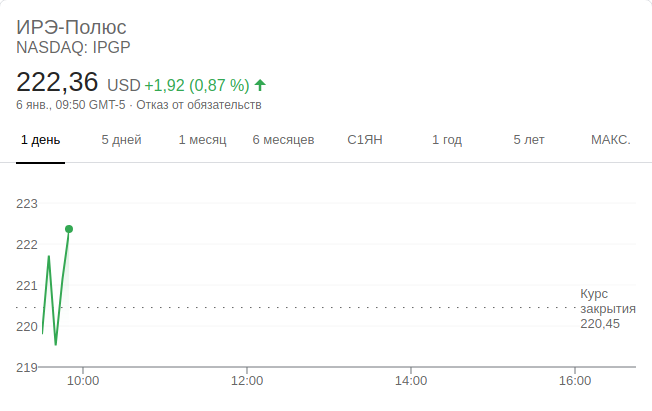 ИРЭ-Полюс
NASDAQ: IPGP
222,36 USD +1,92 (0,87 %)
6 янв., 09:50 GMT-5 · Отказ от обязательств
1 день 5 дней 1 месяц 6 месяцев С1ЯН 1 год 5 лет МАКС.
223
222
221
220
219
Курс
закрытия
220,45
10:00 12:00 14:00 16:00